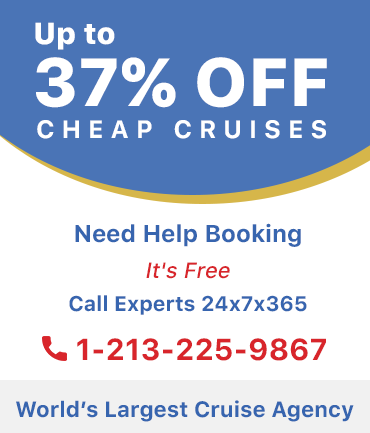 Up to
37% OFF
CHEAP CRUISES
Need Help Booking
It's Free
Call Experts 24x7x365
1-213-225-9867
World’s Largest Cruise Agency